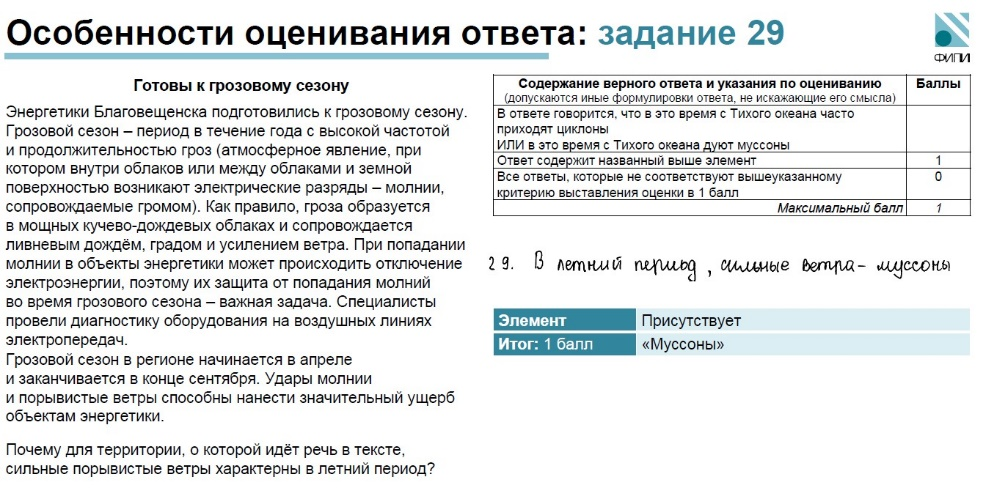 Особенности оценивания ответа: задание 29
ФИПИ
Готовы к грозовому сезону
Энергетики Благовещенска подготовились к грозовому сезону.
Грозовой сезон – период в течение года с высокой частотой
и продолжительностью гроз (атмосферное явление, при
котором внутри облаков или между облаками и земной
поверхностью возникают электрические разряды – молнии,
сопровождаемые громом). Как правило, гроза образуется
в мощных кучево-дождевых облаках и сопровождается
ливневым дождём, градом и усилением ветра. При попадании
молнии в объекты энергетики может происходить отключение
электроэнергии, поэтому их защита от попадания молний
во время грозового сезона – важная задача. Специалисты
провели диагностику оборудования на воздушных линиях
электропередач.
Грозовой сезон в регионе начинается в апреле
и заканчивается в конце сентября. Удары молнии
и порывистые ветры способны нанести значительный ущерб
объектам энергетики.
Почему для территории, о которой идёт речь в тексте,
сильные порывистые ветры характерны в летний период?
Содержание верного ответа и указания по оцениванию Баллы
(допускаются иные формулировки ответа, не искажающие его смысла)
В ответе говорится, что в это время с Тихого океана часто
приходят циклоны
ИЛИ в это время с Тихого океана дуют муссоны
Ответ содержит названный выше элемент 1
Все ответы, которые не соответствуют вышеуказанному 0
критерию выставления оценки в 1 балл
Максимальный балл 1
29. В летний период, сильные ветра - муссоны
Элемент Присутствует
Итог: 1 балл «Муссоны»